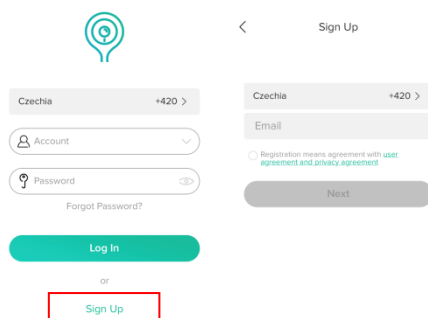 Czechia +420 >
Account
Password
Forgot Password?
Log In
or
Sign Up
< Sign Up
Czechia +420 >
Email
Registration means agreement with user
agreement and privacy agreement
Next